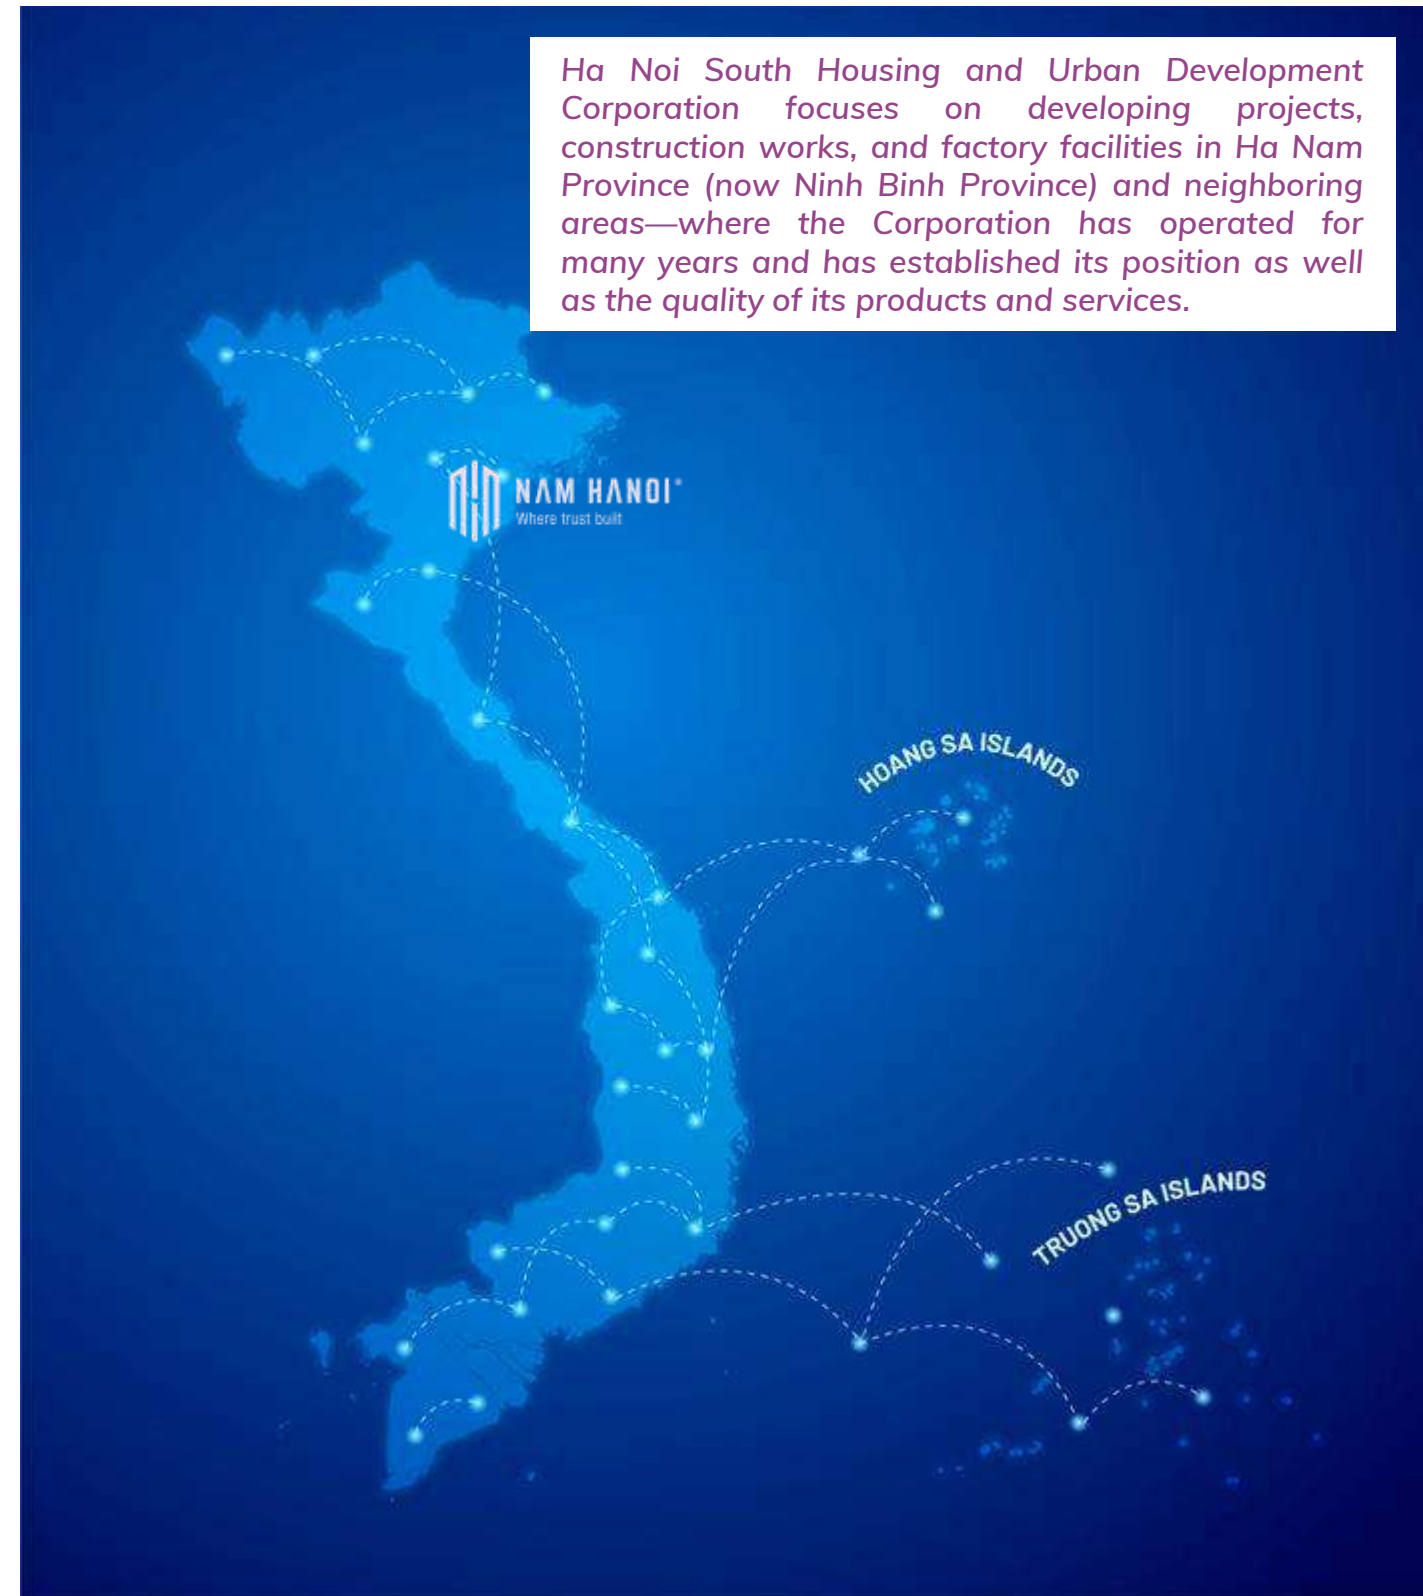 Ha Noi South Housing and Urban Development
Corporation focuses on developing projects,
construction works, and factory facilities in Ha Nam
Province (now Ninh Binh Province) and neighboring
areas—where the Corporation has operated for
many years and has established its position as well
as the quality of its products and services.
NAM HANOI®
Where trust built
HOANG SA ISLANDS
TRUONG SA ISLANDS